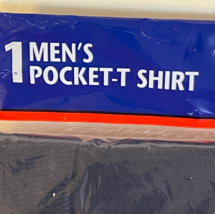 1 MEN'S
POCKET-T SHIRT